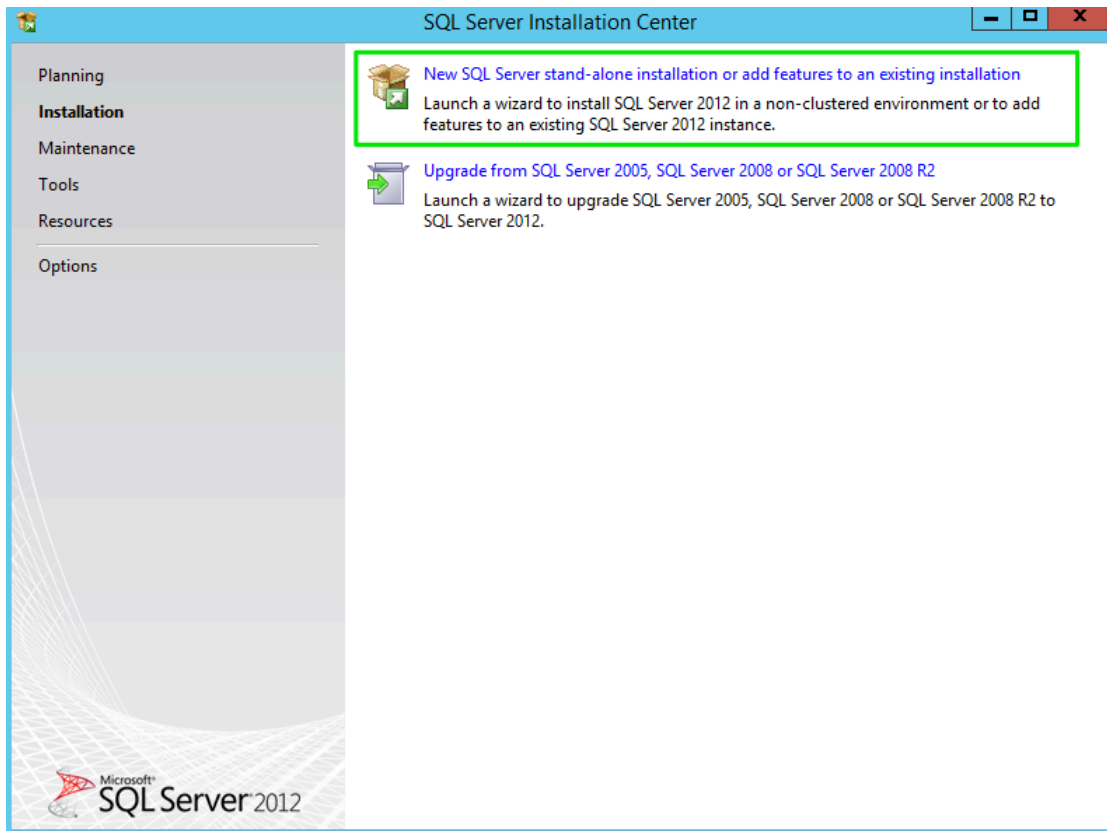 SQL Server Installation Center
Planning
Installation
Maintenance
Tools
Resources
Options
New SQL Server stand-alone installation or add features to an existing installation
Launch a wizard to install SQL Server 2012 in a non-clustered environment or to add
features to an existing SQL Server 2012 instance.
Upgrade from SQL Server 2005, SQL Server 2008 or SQL Server 2008 R2
Launch a wizard to upgrade SQL Server 2005, SQL Server 2008 or SQL Server 2008 R2 to
SQL Server 2012.
Microsoft®
SQL Server® 2012